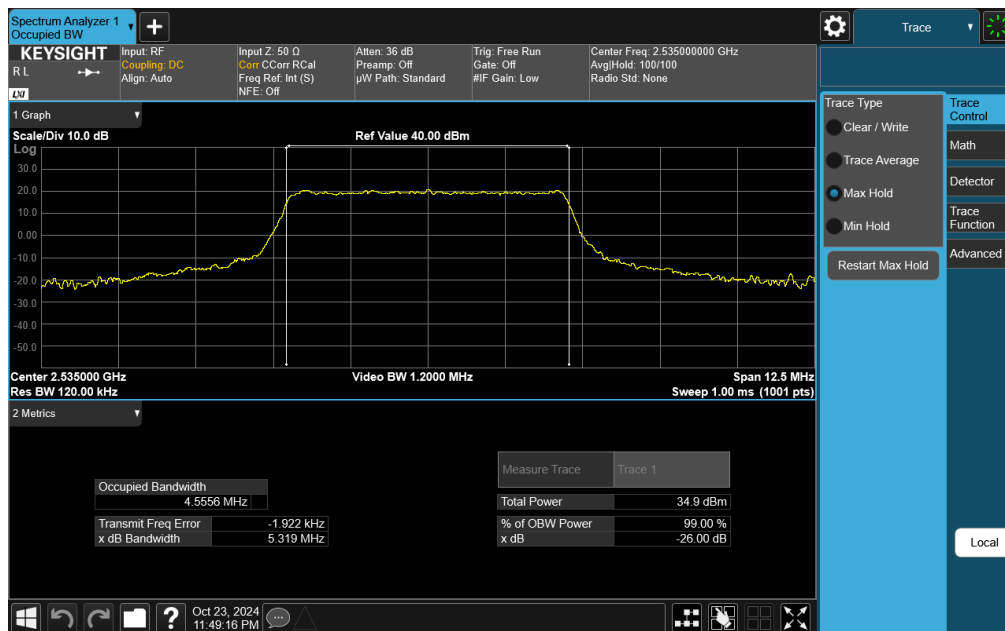 Spectrum Analyzer 1
Occupied BW
Trace
KEYSIGHT
R L
LXI
Input: RF
Coupling: DC
Align: Auto
Input Z: 50 Ω
Corr CCorr RCal
Freq Ref: Int (S)
NFE: Off
Atten: 36 dB
Preamp: Off
µW Path: Standard
Trig: Free Run
Gate: Off
#IF Gain: Low
Center Freq: 2.535000000 GHz
Avg|Hold: 100/100
Radio Std: None
1 Graph
Scale/Div 10.0 dB
Ref Value 40.00 dBm
Log
30.0
20.0
10.0
0.00
-10.0
-20.0
-30.0
-40.0
-50.0
Center 2.535000 GHz
Video BW 1.2000 MHz
Span 12.5 MHz
Res BW 120.00 kHz
Sweep 1.00 ms (1001 pts)
2 Metrics
Measure Trace
Trace 1
Occupied Bandwidth
4.5556 MHz
Total Power
34.9 dBm
Transmit Freq Error
-1.922 kHz
% of OBW Power
99.00 %
x dB Bandwidth
5.319 MHz
x dB
-26.00 dB
Trace Type
Clear / Write
Trace Average
Max Hold
Min Hold
Restart Max Hold
Trace
Control
Math
Detector
Trace
Function
Advanced
Local
?
Oct 23, 2024
11:49:16 PM